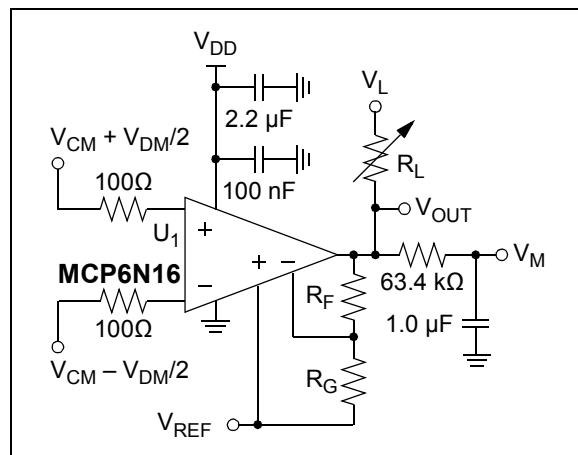 V_DD
V_L
2.2 µF
V_CM + V_DM/2
100Ω
100 nF
R_L
V_OUT
U_1
+
V_M
MCP6N16
+
−
−
R_F
63.4 kΩ
100Ω
1.0 µF
V_CM − V_DM/2
R_G
V_REF